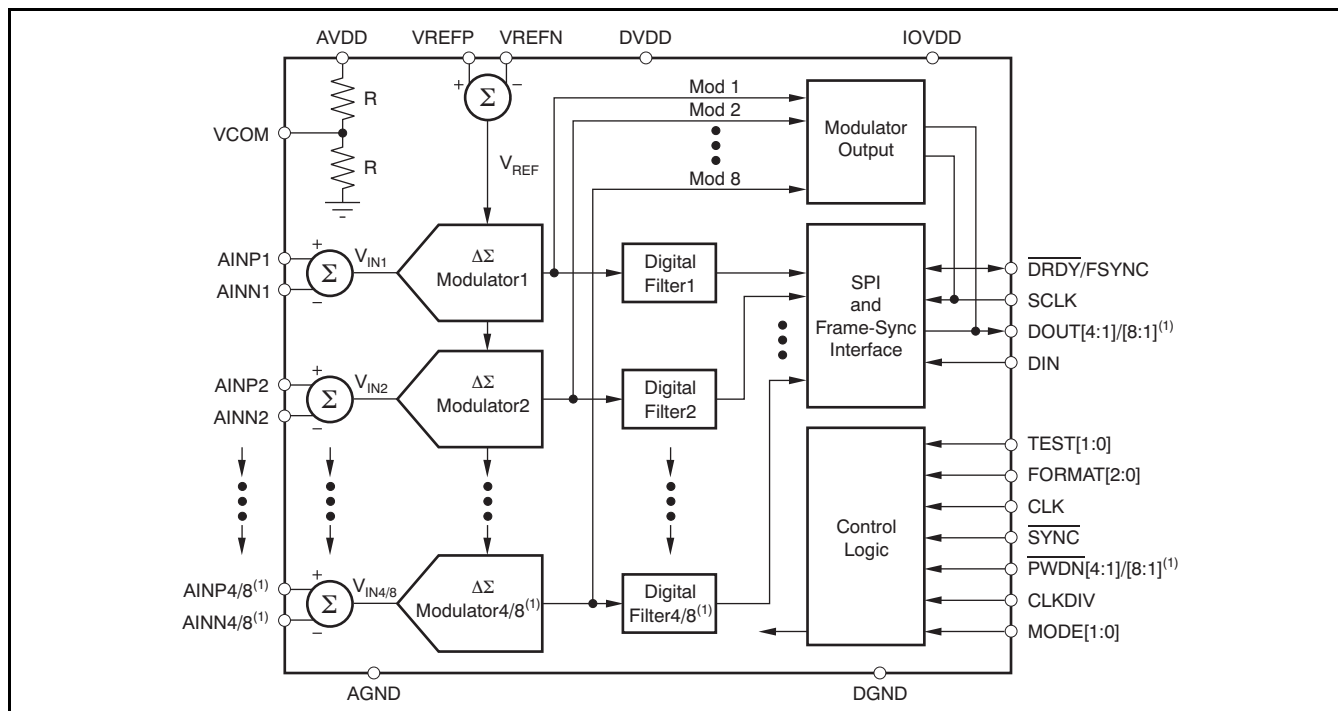 AVDD
VREFP
VREFN
DVDD
IOVDD
R
+
−
Σ
Mod 1
Mod 2
Mod 8
Modulator
Output
VCOM
R
VREF
AINP1
AINN1
+
−
Σ
VIN1
ΔΣ
Modulator1
Digital
Filter1
SPI
and
Frame-Sync
Interface
DRDY/FSYNC
SCLK
DOUT[4:1]/[8:1](1)
DIN
AINP2
AINN2
+
−
Σ
VIN2
ΔΣ
Modulator2
Digital
Filter2
Control
Logic
TEST[1:0]
FORMAT[2:0]
CLK
SYNC
PWDN[4:1]/[8:1](1)
CLKDIV
MODE[1:0]
AINP4/8(1)
AINN4/8(1)
+
−
Σ
VIN4/8
ΔΣ
Modulator4/8(1)
Digital
Filter4/8(1)
AGND
DGND